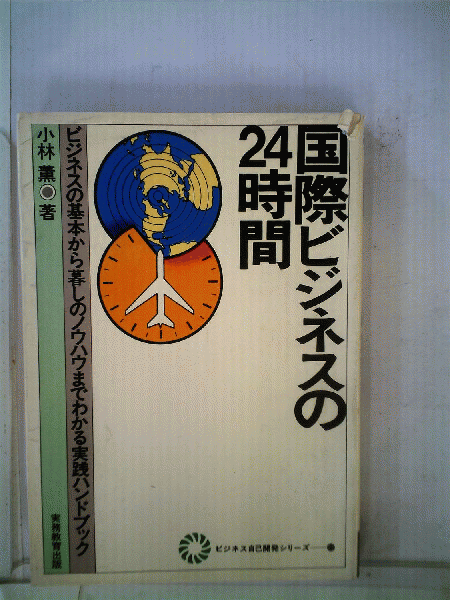 国際ビジネスの
24時間
ビジネスの基本から暮しのノウハウまでわかる実践ハンドブック
小林 薫◉著
ビジネス自己開発シリーズ
実務教育出版